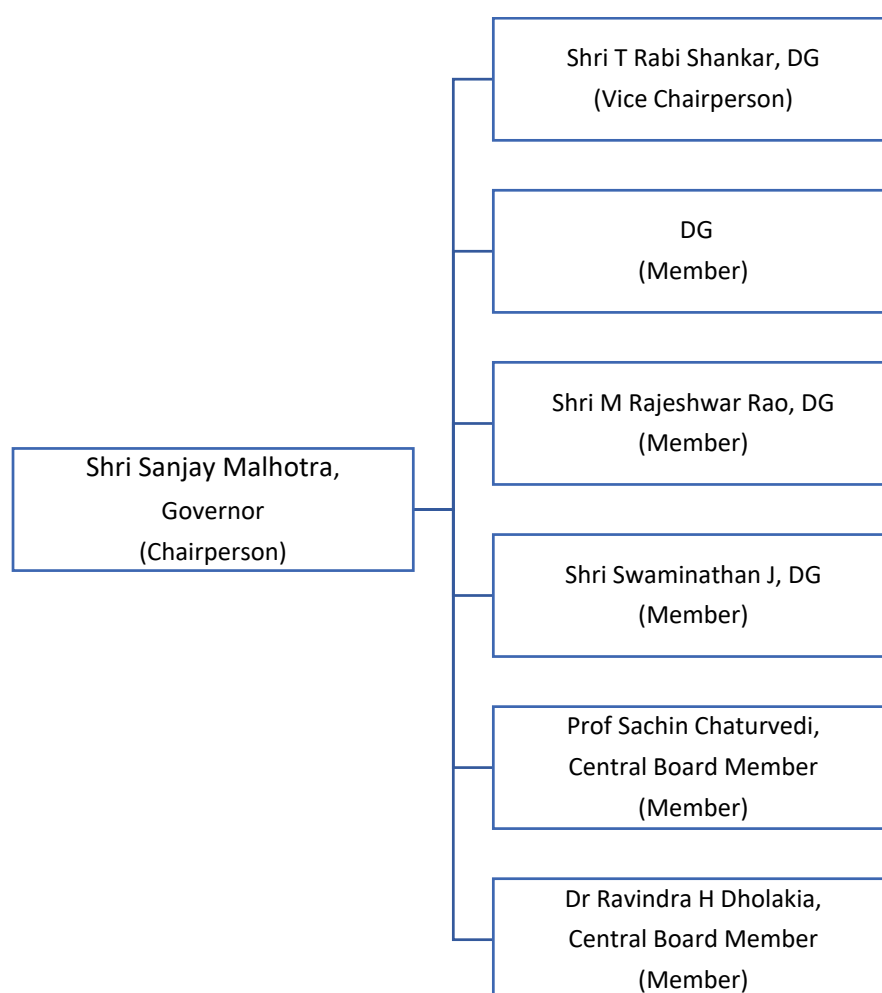 Shri T Rabi Shankar, DG
(Vice Chairperson)
DG
(Member)
Shri M Rajeshwar Rao, DG
(Member)
Shri Sanjay Malhotra,
Governor
(Chairperson)
Shri Swaminathan J, DG
(Member)
Prof Sachin Chaturvedi,
Central Board Member
(Member)
Dr Ravindra H Dholakia,
Central Board Member
(Member)